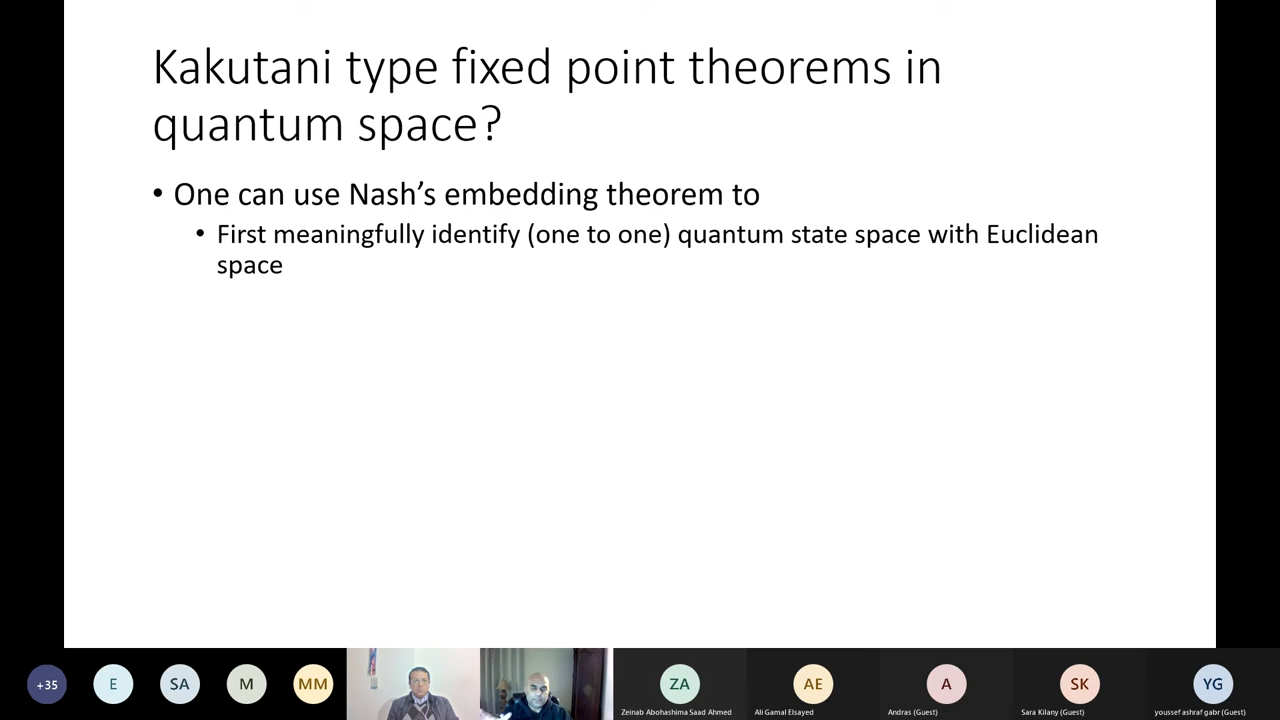 Kakutani type fixed point theorems in
quantum space?
• One can use Nash's embedding theorem to
• First meaningfully identify (one to one) quantum state space with Euclidean
space
+35
E
SA
M
MM
ZA
Zeinab Abohashima Saad Ahmed
AE
Ali Gamal Elsayed
A
Andras (Guest)
SK
Sara Kilany (Guest)
YG
youssef ashraf gabr (Guest)